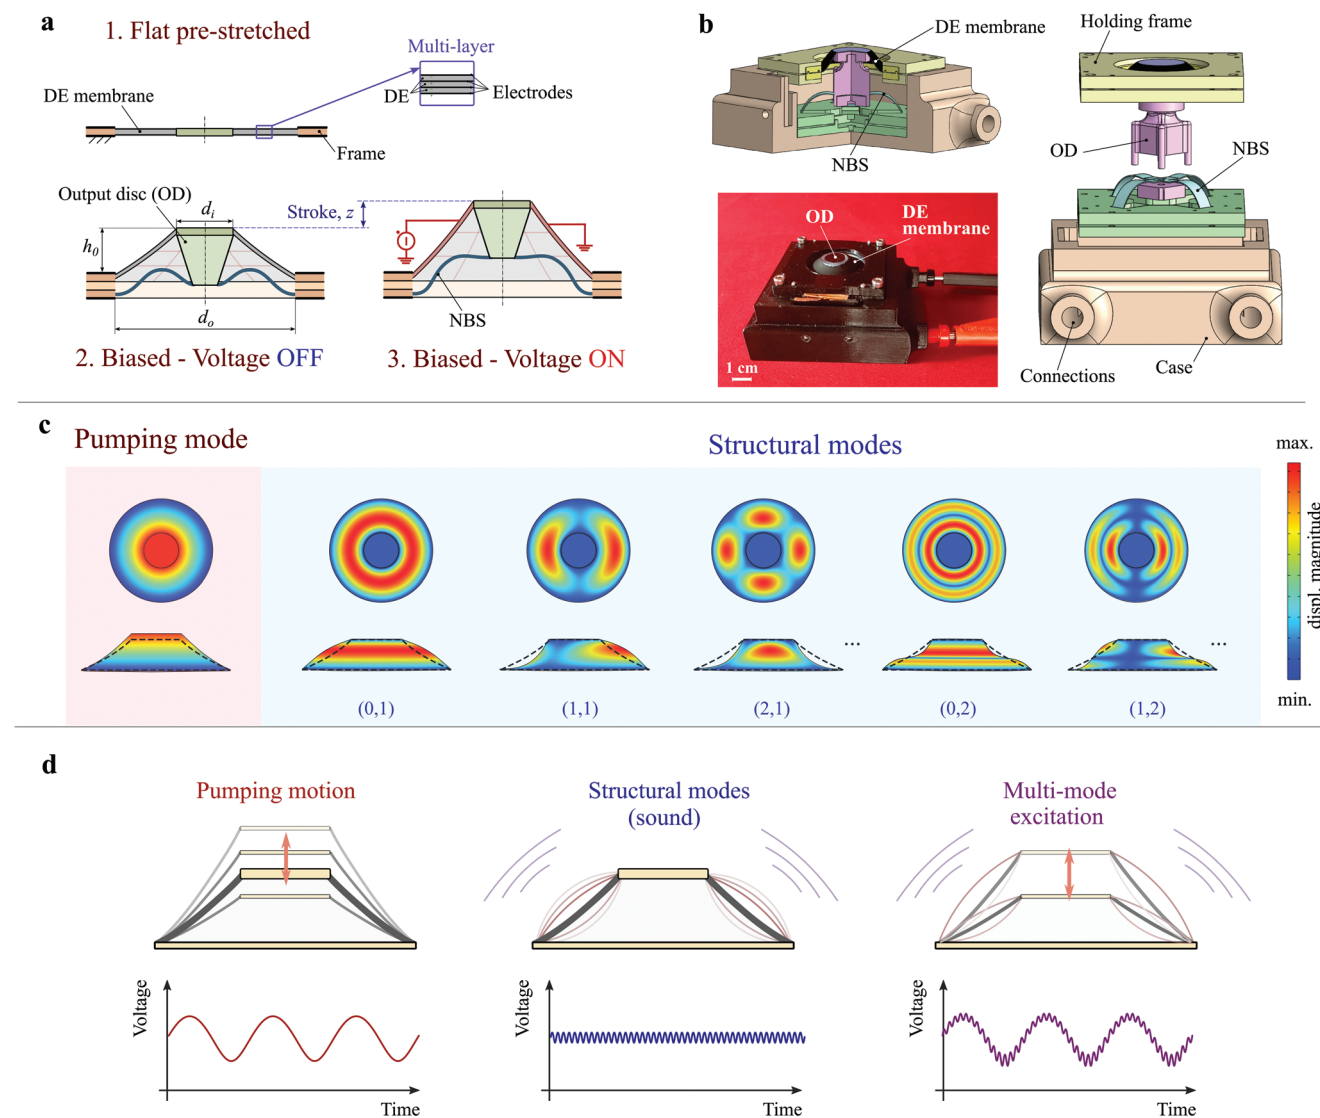 a
1. Flat pre-stretched
Multi-layer
DE
Electrodes
DE membrane
Frame
Output disc (OD)
d_i
h_0
d_o
Stroke, z
NBS
2. Biased - Voltage OFF
3. Biased - Voltage ON
b
DE membrane
NBS
Holding frame
OD
NBS
Connections
Case
OD
DE
membrane
1 cm
c
Pumping mode
Structural modes
max.
displ. magnitude
min.
...
...
(0,1)
(1,1)
(2,1)
(0,2)
(1,2)
d
Pumping motion
Structural modes
(sound)
Multi-mode
excitation
Voltage
Time
Voltage
Time
Voltage
Time